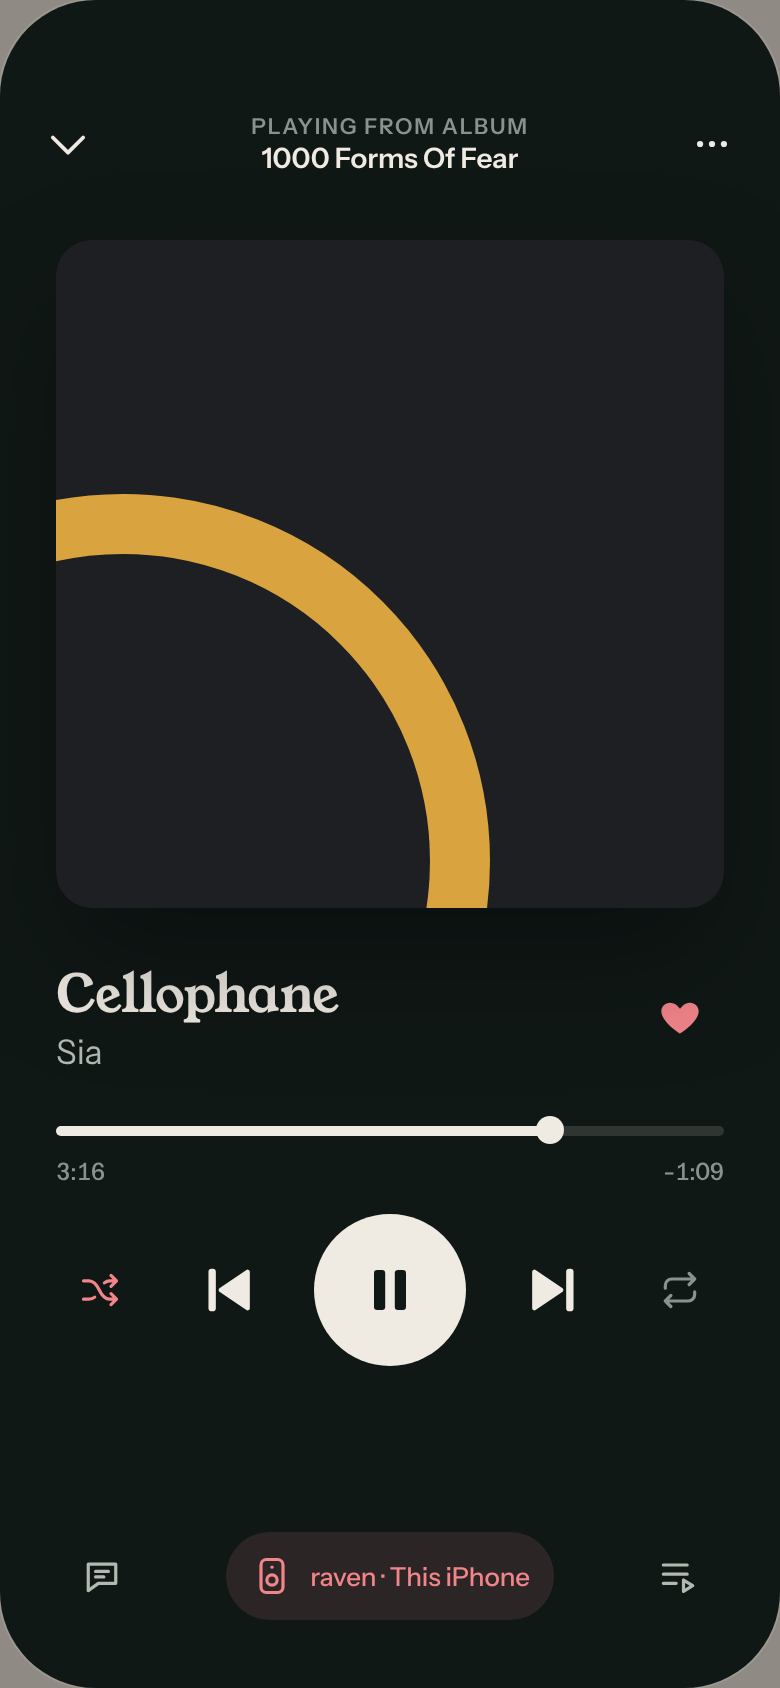 PLAYING FROM ALBUM
1000 Forms Of Fear
Cellophane
Sia
3:16
-1:09
raven · This iPhone